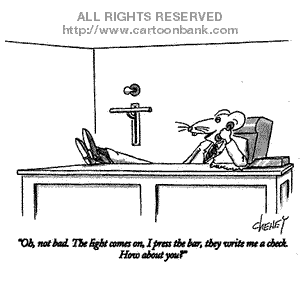 ALL RIGHTS RESERVED
http://www.cartoonbank.com
CHENEY
"Oh, not bad. The light comes on, I press the bar, they write me a check.
How about you?"